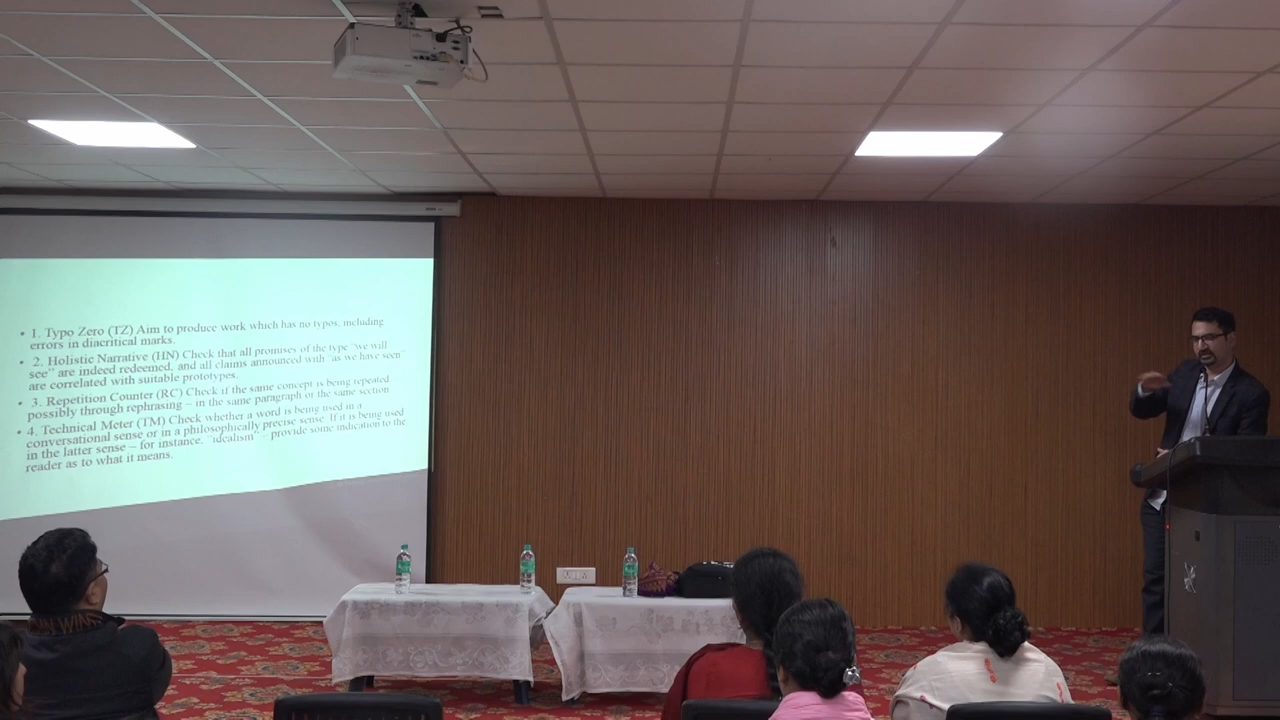 • 1. Typo Zero (TZ) Aim to produce work which has no typos, including
errors in diacritical marks.
• 2. Holistic Narrative (HN) Check that all promises of the type "we will
see" are indeed redeemed, and all claims announced with "as we have seen"
are correlated with suitable prototypes.
• 3. Repetition Counter (RC) Check if the same concept is being repeated
possibly through rephrasing – in the same paragraph or the same section
• 4. Technical Meter (TM) Check whether a word is being used in a
conversational sense or in a philosophically precise sense. If it is being used
in the latter sense – for instance, "idealism" – provide some indication to the
reader as to what it means.